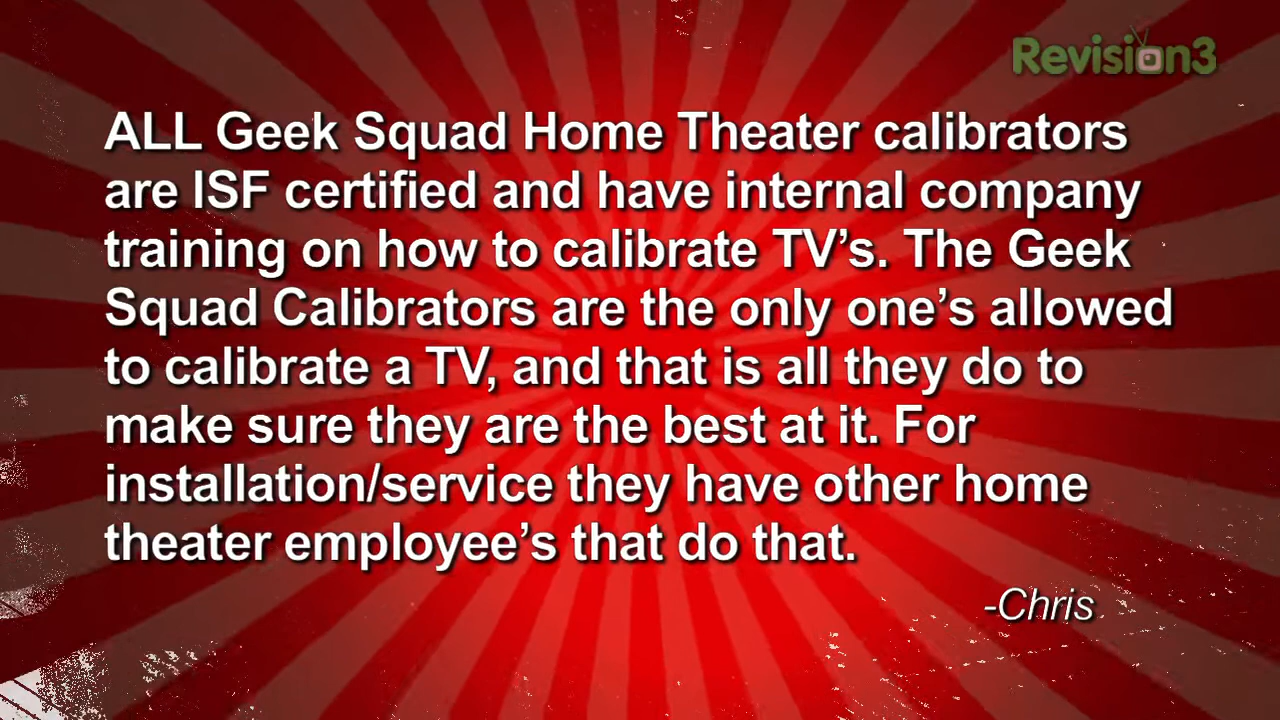 Revision3
ALL Geek Squad Home Theater calibrators
are ISF certified and have internal company
training on how to calibrate TV’s. The Geek
Squad Calibrators are the only one’s allowed
to calibrate a TV, and that is all they do to
make sure they are the best at it. For
installation/service they have other home
theater employee’s that do that.
-Chris